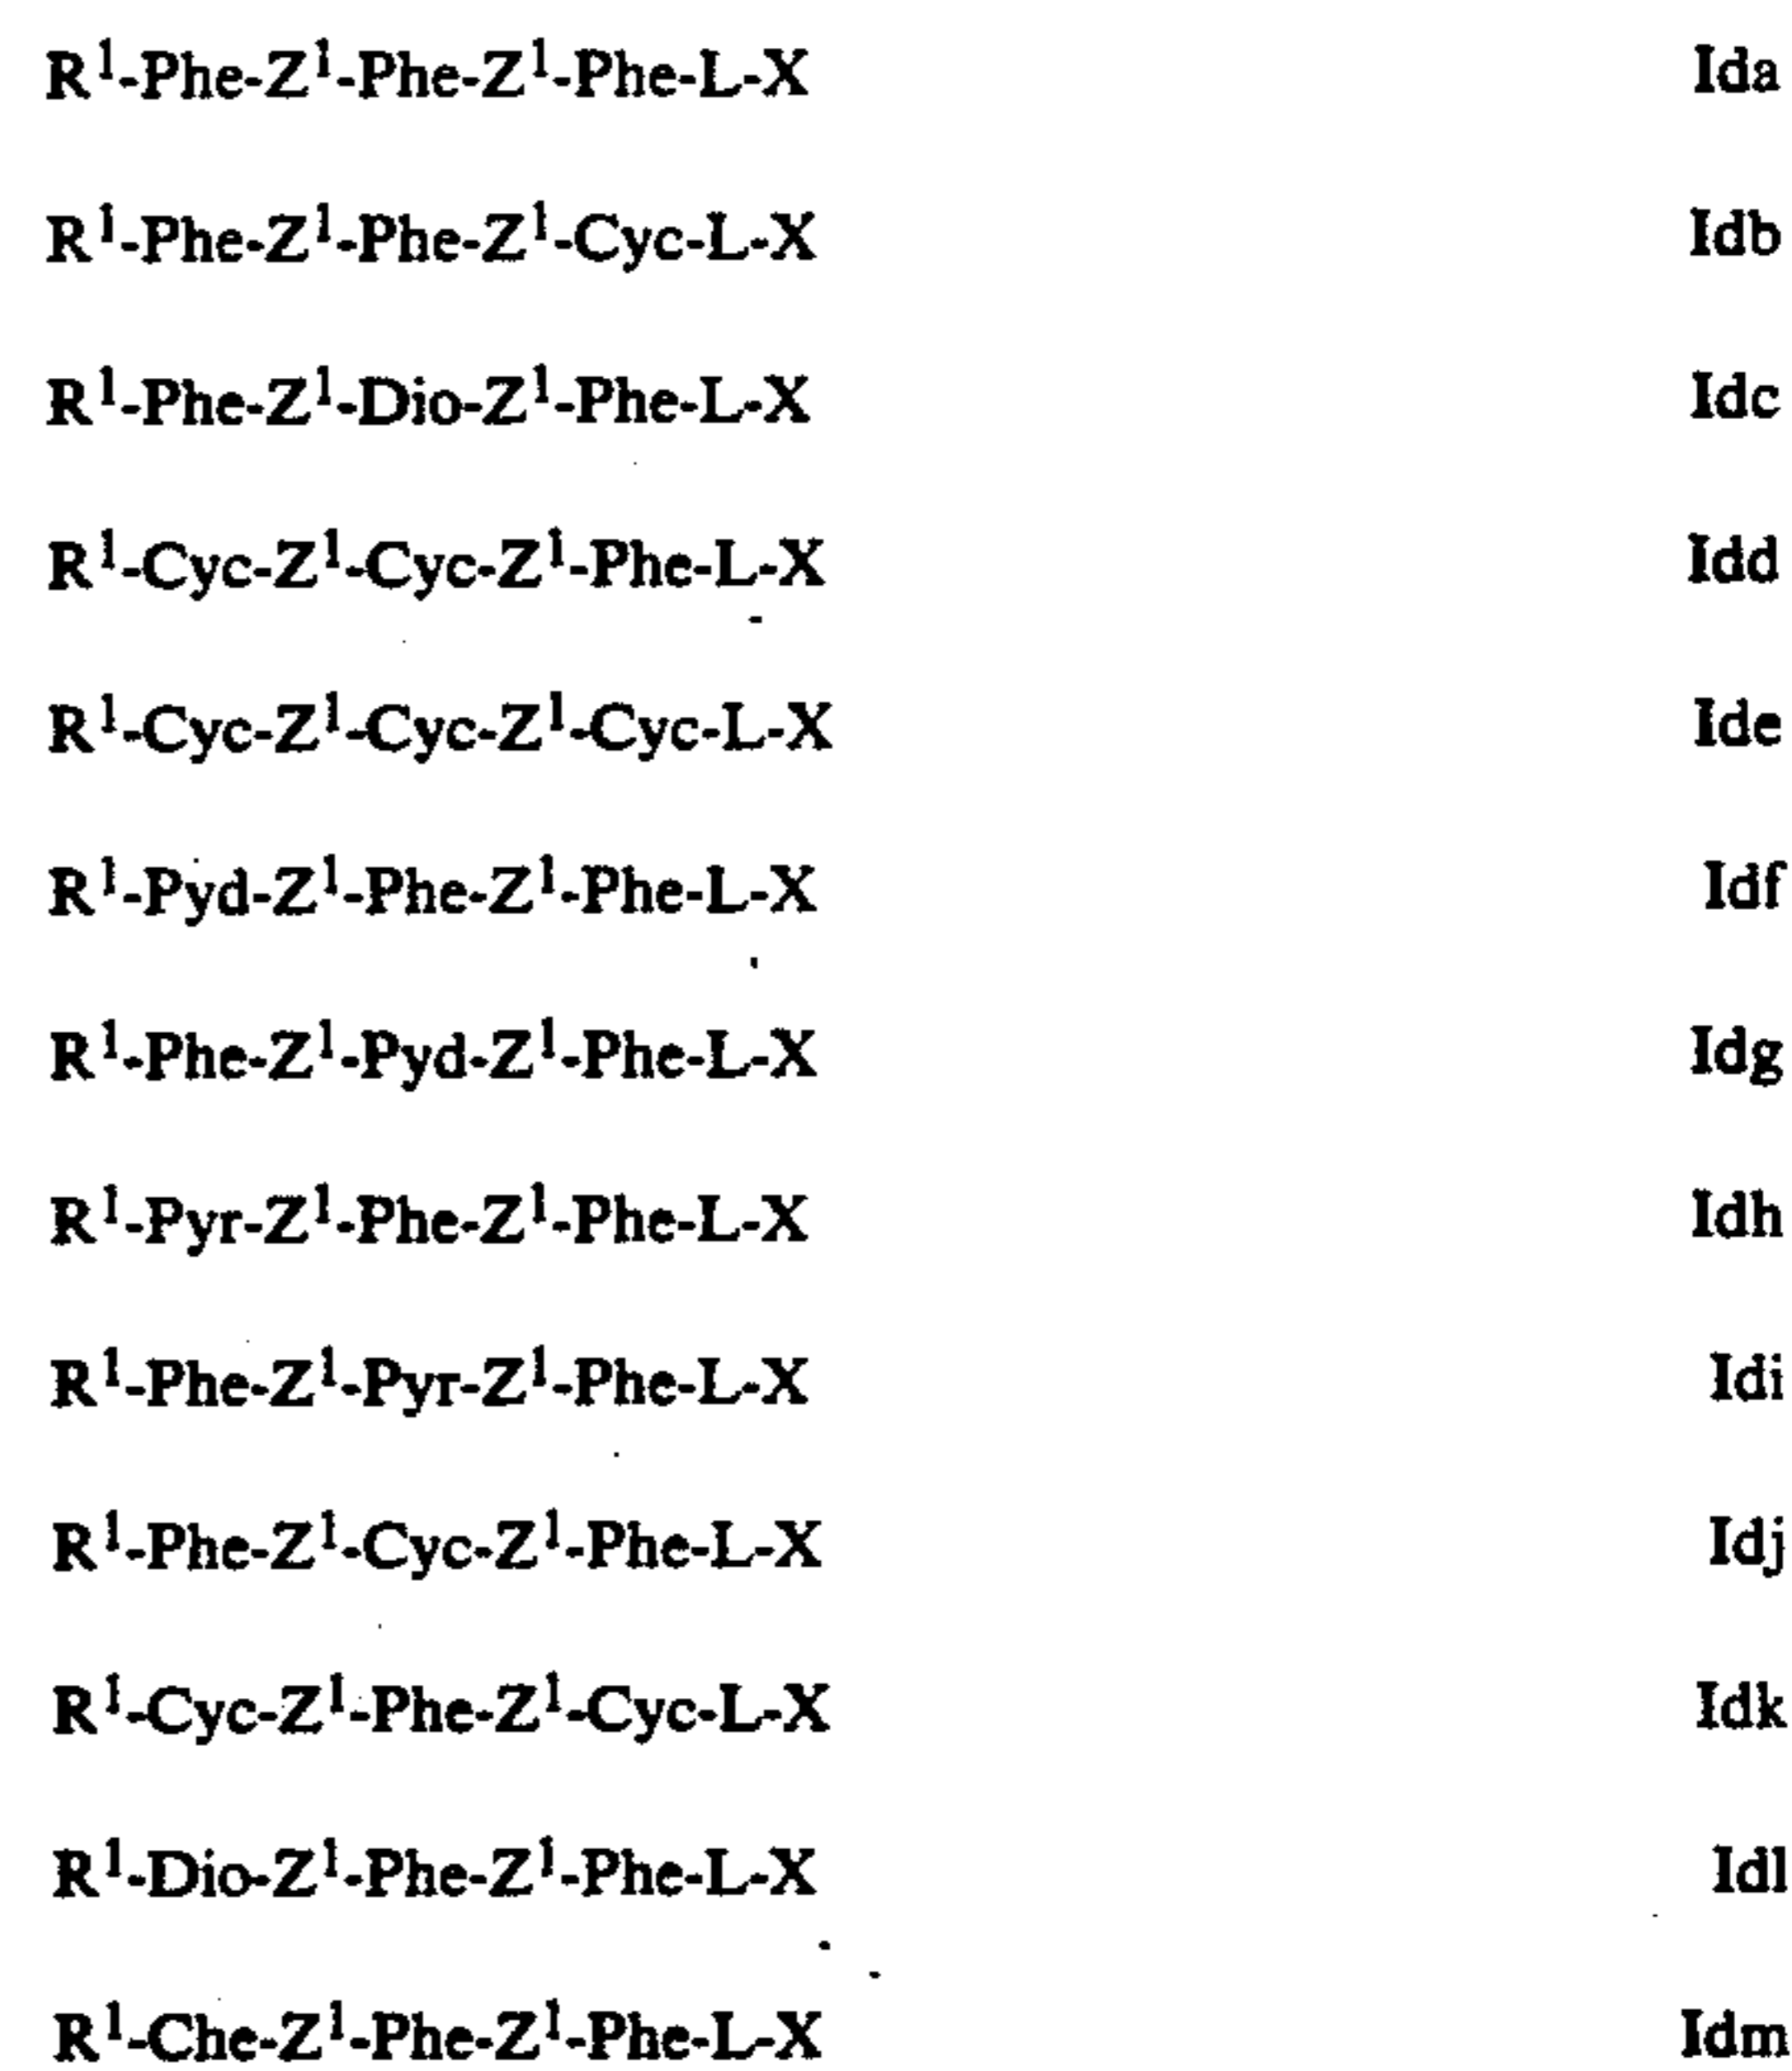 R¹-Phe-Z¹-Phe-Z¹-Phe-L-X Ida
R¹-Phe-Z¹-Phe-Z¹-Cyc-L-X Idb
R¹-Phe-Z¹-Dio-Z¹-Phe-L-X Idc
R¹-Cyc-Z¹-Cyc-Z¹-Phe-L-X Idd
R¹-Cyc-Z¹-Cyc-Z¹-Cyc-L-X Ide
R¹-Pyd-Z¹-Phe-Z¹-Phe-L-X Idf
R¹-Phe-Z¹-Pyd-Z¹-Phe-L-X Idg
R¹-Pyr-Z¹-Phe-Z¹-Phe-L-X Idh
R¹-Phe-Z¹-Pyr-Z¹-Phe-L-X Idi
R¹-Phe-Z¹-Cyc-Z¹-Phe-L-X Idj
R¹-Cyc-Z¹-Phe-Z¹-Cyc-L-X Idk
R¹-Dio-Z¹-Phe-Z¹-Phe-L-X Idl
R¹-Che-Z¹-Phe-Z¹-Phe-L-X Idm